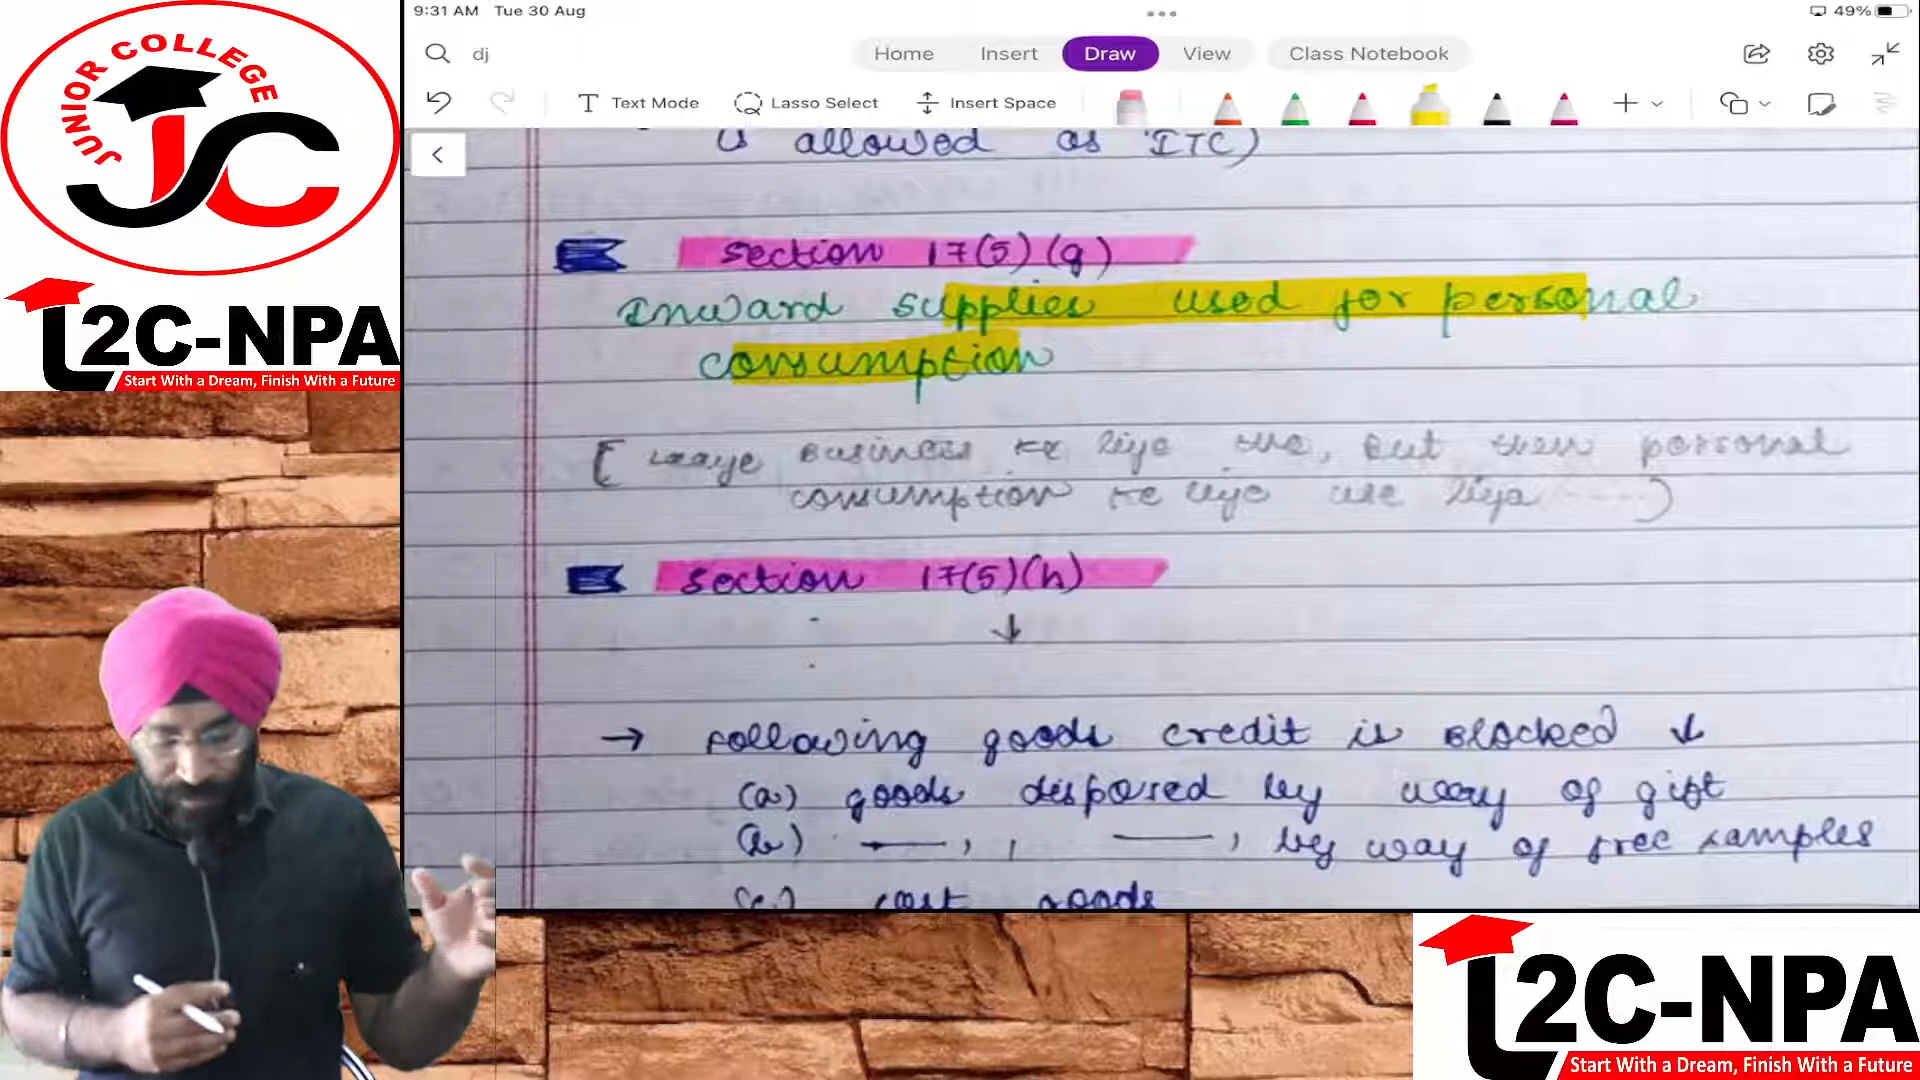 JUNIOR COLLEGE
JC
L2C-NPA
Start With a Dream, Finish With a Future
9:31 AM Tue 30 Aug
49%
dj
Home Insert Draw View Class Notebook
Text Mode Lasso Select Insert Space
is allowed as ITC)
section 17(5)(g)
Inward supplies used for personal
consumption
[ Laaye Business ke liye the, But then personal
consumption ke liye use liya )
section 17(5)(h)
↓
→ Following goods credit is Blocked ↓
(a) goods disposed by way of gift
(b) —, , —, by way of free samples
(c) lost goods
L2C-NPA
Start With a Dream, Finish With a Future